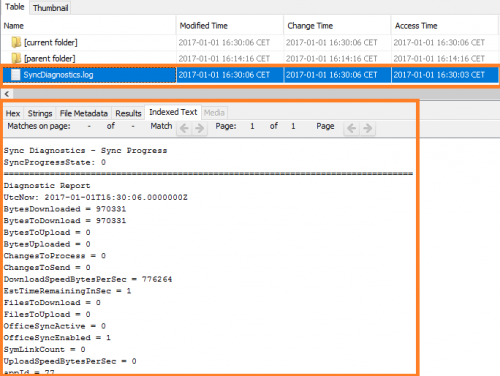 Table Thumbnail
Name Modified Time Change Time Access Time
[current folder] 2017-01-01 16:30:06 CET 2017-01-01 16:30:06 CET 2017-01-01 16:30:06 CET
[parent folder] 2017-01-01 16:14:16 CET 2017-01-01 16:14:16 CET 2017-01-01 16:14:16 CET
SyncDiagnostics.log 2017-01-01 16:30:06 CET 2017-01-01 16:30:06 CET 2017-01-01 16:30:03 CET
Hex Strings File Metadata Results Indexed Text Media
Matches on page: - of - Match Page: 1 of 1 Page
Sync Diagnostics - Sync Progress
SyncProgressState: 0
================================================================================
Diagnostic Report
UtcNow: 2017-01-01T15:30:06.0000000Z
BytesDownloaded = 970331
BytesToDownload = 970331
BytesToUpload = 0
BytesUploaded = 0
ChangesToProcess = 0
ChangesToSend = 0
DownloadSpeedBytesPerSec = 776264
EstTimeRemainingInSec = 1
FilesToDownload = 0
FilesToUpload = 0
OfficeSyncActive = 0
OfficeSyncEnabled = 1
SymLinkCount = 0
UploadSpeedBytesPerSec = 0
appId = 77